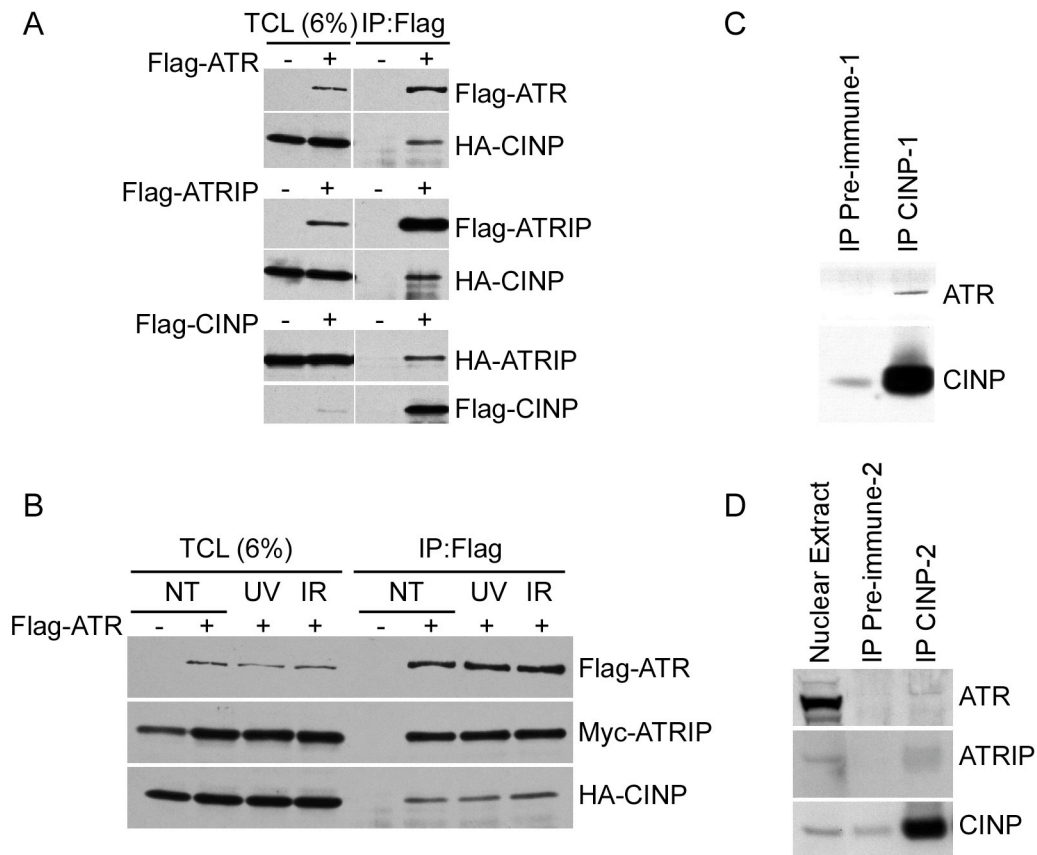 A
TCL (6%) IP:Flag
Flag-ATR - + - +
Flag-ATR
HA-CINP
Flag-ATRIP - + - +
Flag-ATRIP
HA-CINP
Flag-CINP - + - +
HA-ATRIP
Flag-CINP
B
TCL (6%) IP:Flag
NT UV IR NT UV IR
Flag-ATR - + + + - + + +
Flag-ATR
Myc-ATRIP
HA-CINP
C
IP Pre-immune-1
IP CINP-1
ATR
CINP
D
Nuclear Extract
IP Pre-immune-2
IP CINP-2
ATR
ATRIP
CINP